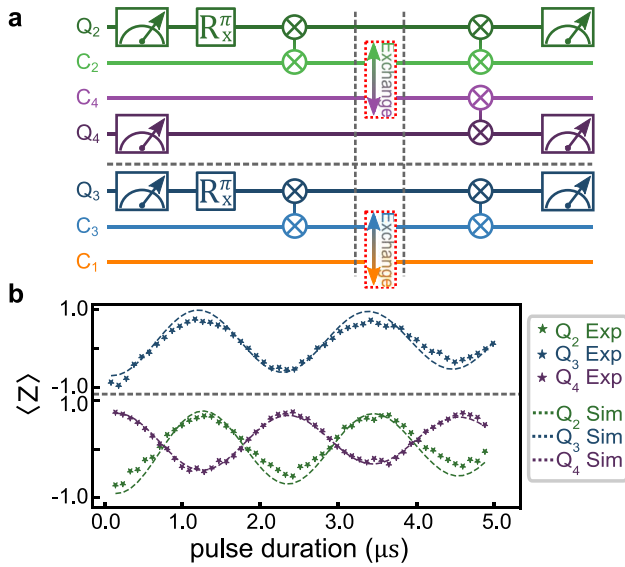 a
Q₂ Rₓ^π
C₂
C₄ Exchange
Q₄
Q₃ Rₓ^π
C₃ Exchange
C₁
b
1.0
-1.0
1.0
-1.0
⟨Z⟩
0.0 1.0 2.0 3.0 4.0 5.0
pulse duration (μs)
Q₂ Exp
Q₃ Exp
Q₄ Exp
Q₂ Sim
Q₃ Sim
Q₄ Sim